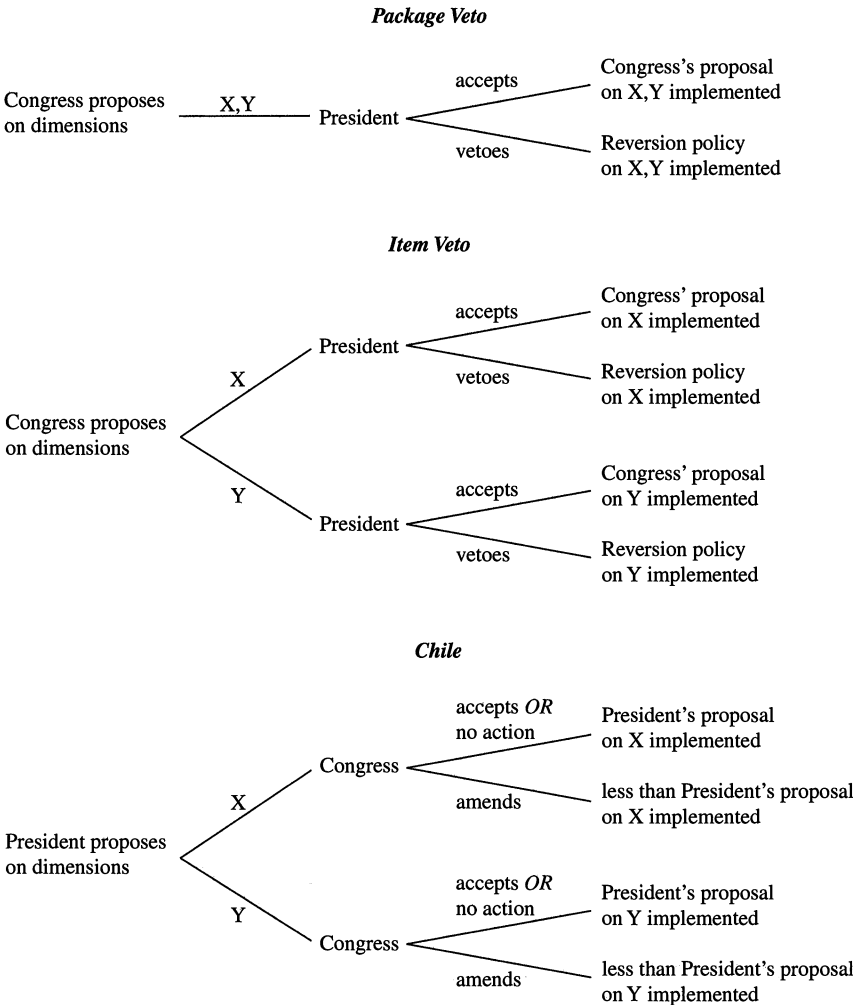 Package Veto
Congress proposes
on dimensions
X,Y
President
accepts
Congress's proposal
on X,Y implemented
vetoes
Reversion policy
on X,Y implemented
Item Veto
Congress proposes
on dimensions
X
President
accepts
Congress' proposal
on X implemented
vetoes
Reversion policy
on X implemented
Y
President
accepts
Congress' proposal
on Y implemented
vetoes
Reversion policy
on Y implemented
Chile
President proposes
on dimensions
X
Congress
accepts OR
no action
President's proposal
on X implemented
amends
less than President's proposal
on X implemented
Y
Congress
accepts OR
no action
President's proposal
on Y implemented
amends
less than President's proposal
on Y implemented